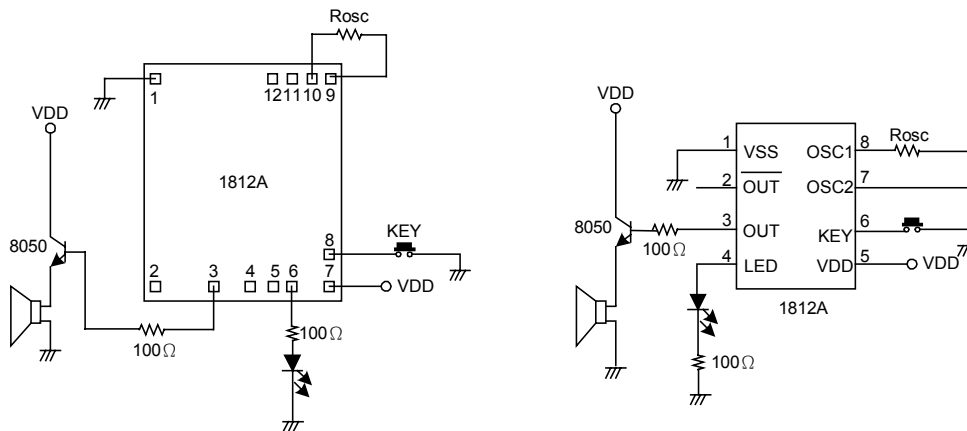 Rosc
12 11 10 9
1
VDD
1812A
8050
8
KEY
2 3 4 5 6 7
VDD
100Ω
100Ω
VDD
1 VSS OSC1 8 Rosc
2 OUT OSC2 7
8050
100Ω
3 OUT KEY 6
4 LED VDD 5 VDD
1812A
100Ω